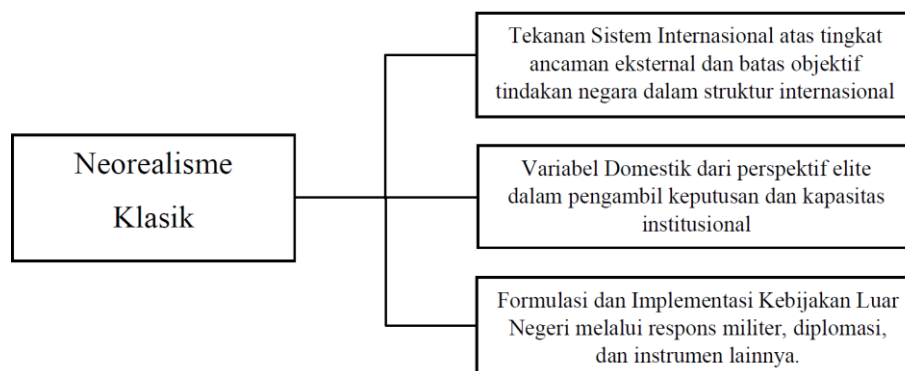 Neorealisme
Klasik
Tekanan Sistem Internasional atas tingkat
ancaman eksternal dan batas objektif
tindakan negara dalam struktur internasional
Variabel Domestik dari perspektif elite
dalam pengambil keputusan dan kapasitas
institusional
Formulasi dan Implementasi Kebijakan Luar
Negeri melalui respons militer, diplomasi,
dan instrumen lainnya.